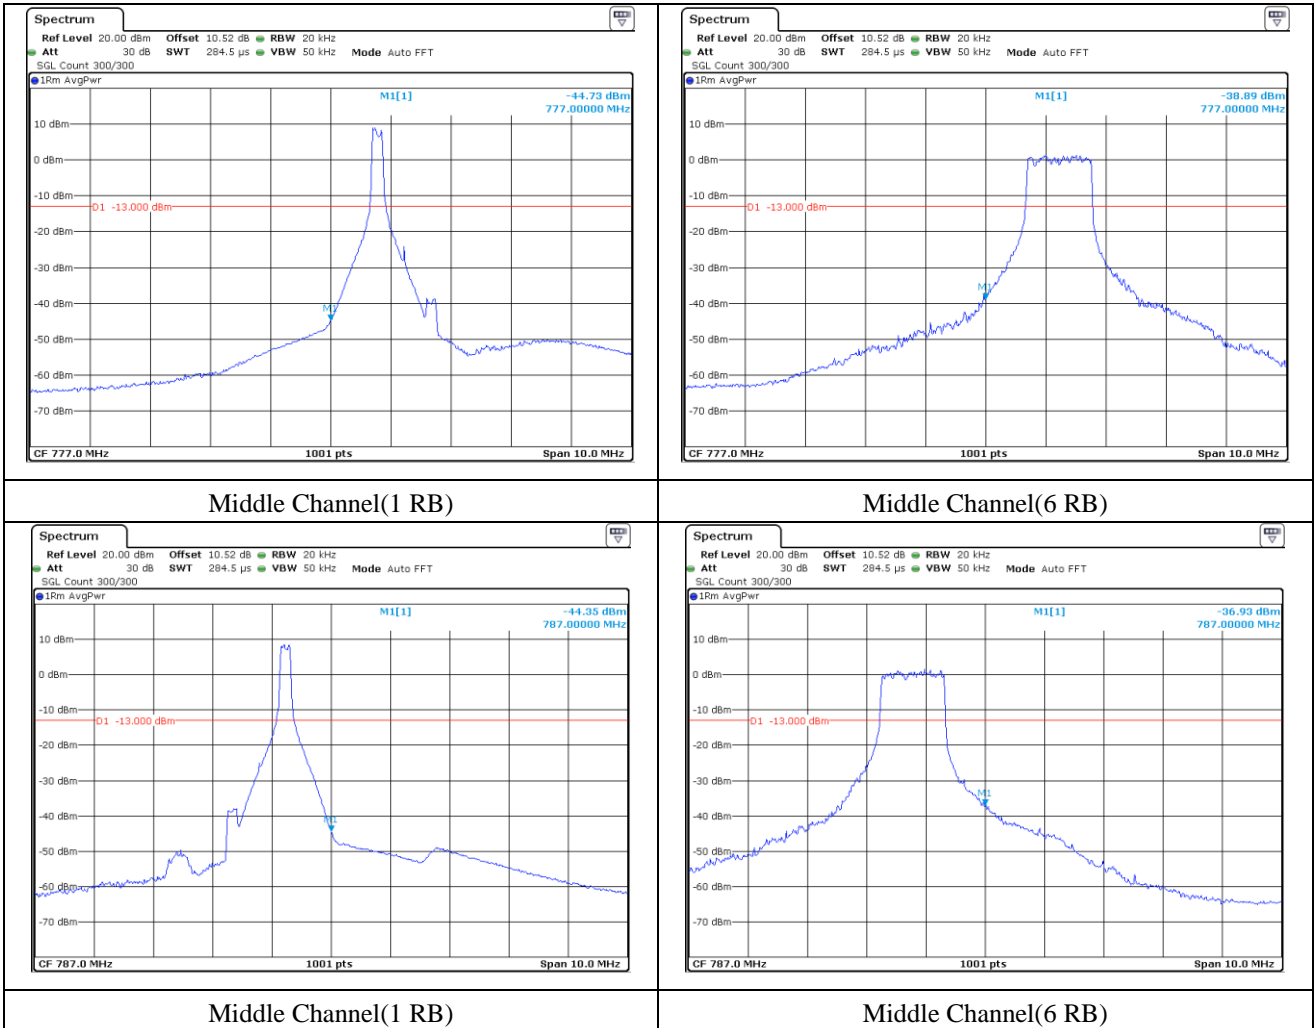 Spectrum
Ref Level 20.00 dBm Offset 10.52 dB RBW 20 kHz
Att 30 dB SWT 284.5 µs VBW 50 kHz Mode Auto FFT
SGL Count 300/300
1Rm AvgPwr
M1[1] -44.73 dBm
777.00000 MHz
10 dBm
0 dBm
-10 dBm
D1 -13.000 dBm
-20 dBm
-30 dBm
-40 dBm
M1
-50 dBm
-60 dBm
-70 dBm
CF 777.0 MHz 1001 pts Span 10.0 MHz
Middle Channel(1 RB)
Spectrum
Ref Level 20.00 dBm Offset 10.52 dB RBW 20 kHz
Att 30 dB SWT 284.5 µs VBW 50 kHz Mode Auto FFT
SGL Count 300/300
1Rm AvgPwr
M1[1] -38.89 dBm
777.00000 MHz
10 dBm
0 dBm
-10 dBm
D1 -13.000 dBm
-20 dBm
-30 dBm
M1
-40 dBm
-50 dBm
-60 dBm
-70 dBm
CF 777.0 MHz 1001 pts Span 10.0 MHz
Middle Channel(6 RB)
Spectrum
Ref Level 20.00 dBm Offset 10.52 dB RBW 20 kHz
Att 30 dB SWT 284.5 µs VBW 50 kHz Mode Auto FFT
SGL Count 300/300
1Rm AvgPwr
M1[1] -44.35 dBm
787.00000 MHz
10 dBm
0 dBm
-10 dBm
D1 -13.000 dBm
-20 dBm
-30 dBm
-40 dBm
M1
-50 dBm
-60 dBm
-70 dBm
CF 787.0 MHz 1001 pts Span 10.0 MHz
Middle Channel(1 RB)
Spectrum
Ref Level 20.00 dBm Offset 10.52 dB RBW 20 kHz
Att 30 dB SWT 284.5 µs VBW 50 kHz Mode Auto FFT
SGL Count 300/300
1Rm AvgPwr
M1[1] -36.93 dBm
787.00000 MHz
10 dBm
0 dBm
-10 dBm
D1 -13.000 dBm
-20 dBm
-30 dBm
M1
-40 dBm
-50 dBm
-60 dBm
-70 dBm
CF 787.0 MHz 1001 pts Span 10.0 MHz
Middle Channel(6 RB)